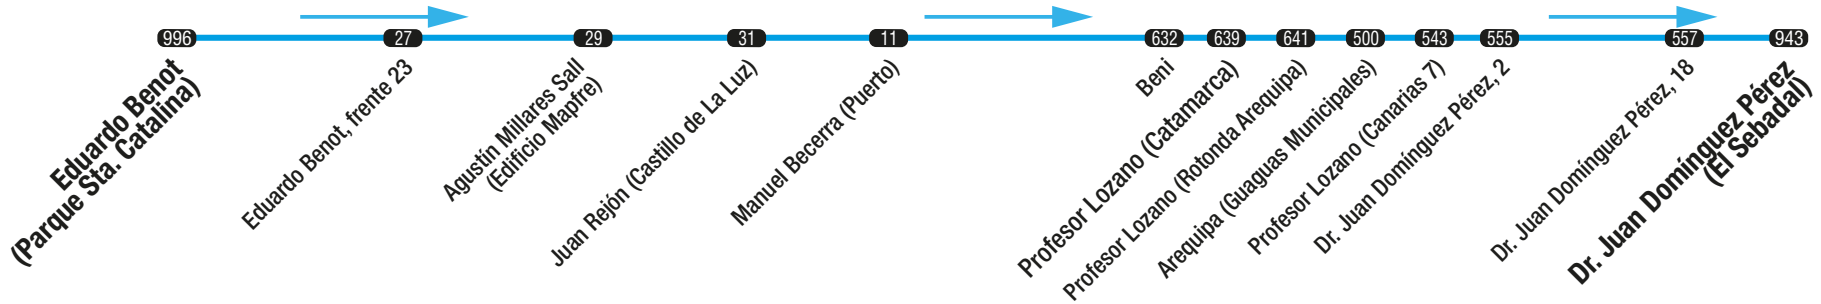 996
27
29
31
11
632
639
641
500
543
555
557
943
Eduardo Benot
(Parque Sta. Catalina)
Eduardo Benot, frente 23
Agustín Millares Sall
(Edificio Mapfre)
Juan Rejón (Castillo de La Luz)
Manuel Becerra (Puerto)
Beni
Profesor Lozano (Catamarca)
Profesor Lozano (Rotonda Arequipa)
Arequipa (Guaguas Municipales)
Profesor Lozano (Canarias 7)
Dr. Juan Domínguez Pérez, 2
Dr. Juan Domínguez Pérez, 18
Dr. Juan Domínguez Pérez
(El Sebadal)